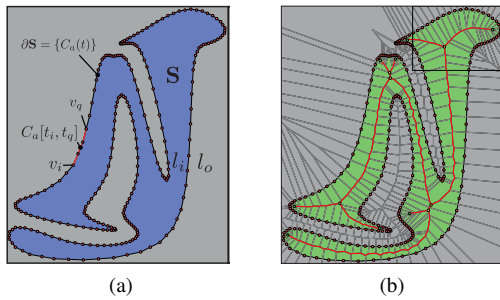 ∂S = {C_a(t)}
S
v_q
C_a[t_i, t_q]
v_i
l_i
l_o
(a)
(b)